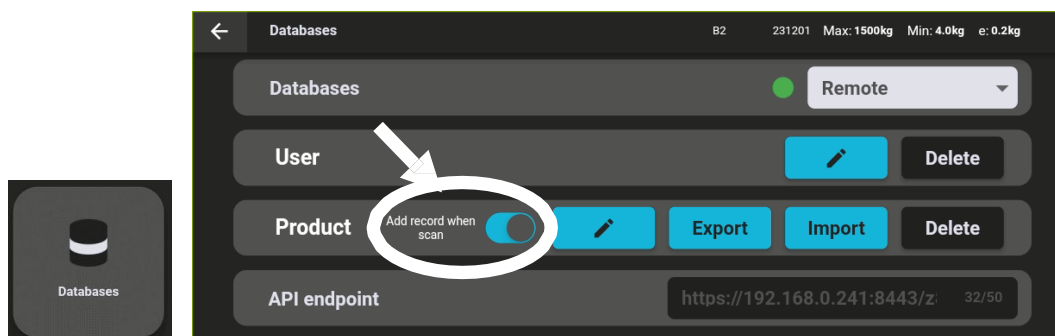 Databases
B2
231201
Max: 1500kg
Min: 4.0kg
e: 0.2kg
Databases
Remote
User
Delete
Product
Add record when
scan
Export
Import
Delete
API endpoint
https://192.168.0.241:8443/z
32/50
Databases